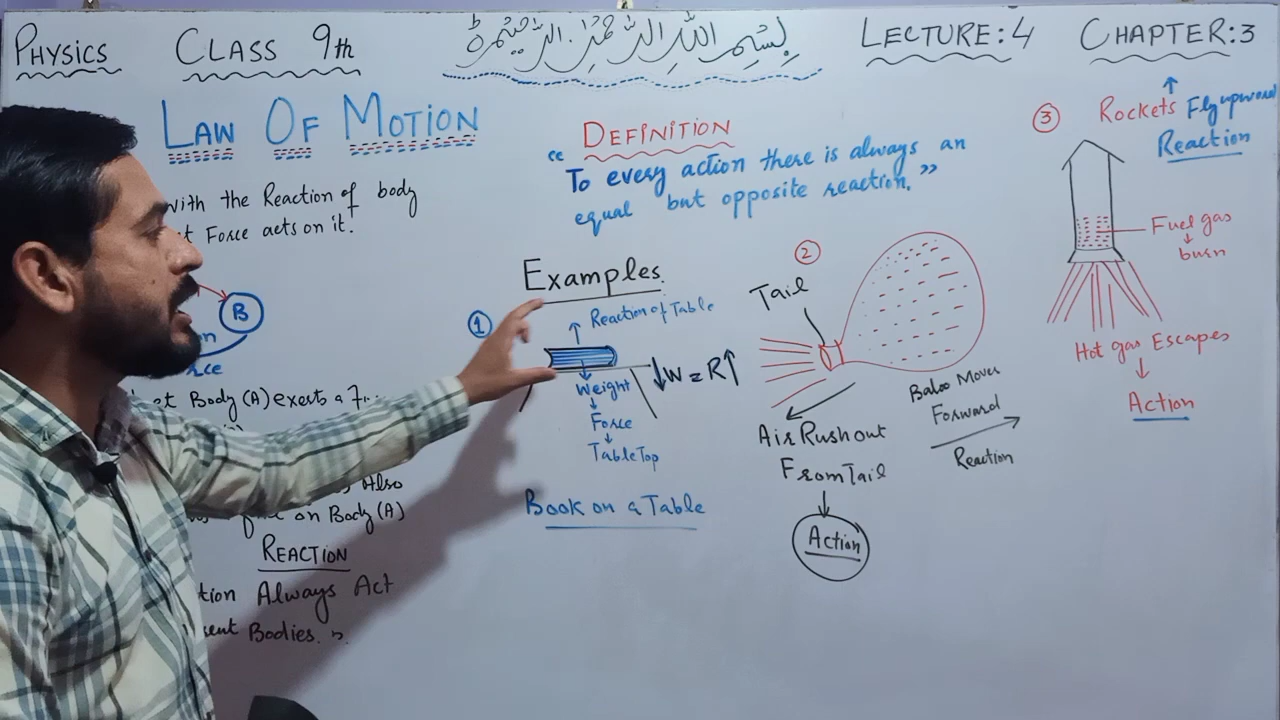 PHYSICS CLASS 9th بِسْمِ اللّٰهِ الرَّحْمٰنِ الرَّحِيْمِ LECTURE:4 CHAPTER:3
LAW OF MOTION
with the Reaction of body
Force acts on it.
B
Body (A) exerts a
Also
on Body (A)
REACTION
Always Act
Bodies.
DEFINITION
“ To every action there is always an
equal but opposite reaction. ”
Examples
①
Reaction of Table
↓W = R↑
Weight
↓
Force
↓
Table Top
Book on a Table
②
Tail
Air Rush out
From Tail
↓
Action
Baloo Moves
Forward
Reaction
③
Rockets Fly upward
Reaction
Fuel gas
↓
burn
Hot gas Escapes
↓
Action